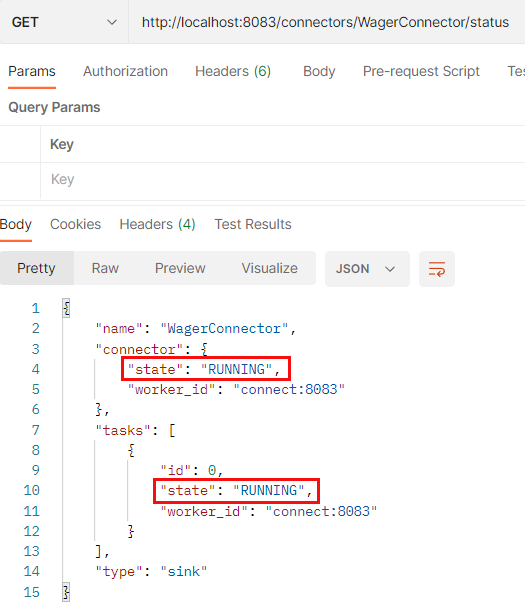 GET http://localhost:8083/connectors/WagerConnector/status
Params Authorization Headers (6) Body Pre-request Script Te
Query Params
Key
Key
Body Cookies Headers (4) Test Results
Pretty Raw Preview Visualize JSON
1 {
2 "name": "WagerConnector",
3 "connector": {
4 "state": "RUNNING",
5 "worker_id": "connect:8083"
6 },
7 "tasks": [
8 {
9 "id": 0,
10 "state": "RUNNING",
11 "worker_id": "connect:8083"
12 }
13 ],
14 "type": "sink"
15 }